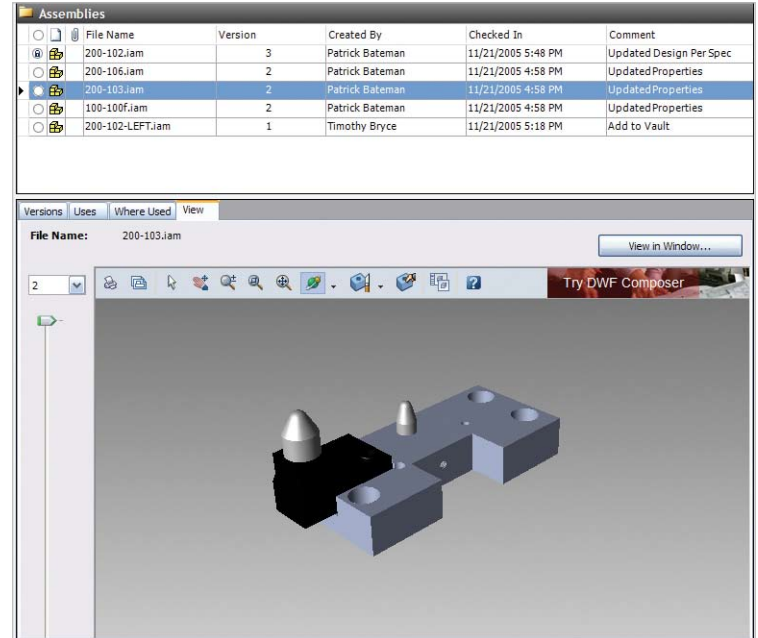 Assemblies
File Name Version Created By Checked In Comment
200-102.iam 3 Patrick Bateman 11/21/2005 5:48 PM Updated Design Per Spec
200-106.iam 2 Patrick Bateman 11/21/2005 4:58 PM Updated Properties
200-103.iam 2 Patrick Bateman 11/21/2005 4:58 PM Updated Properties
100-100f.iam 2 Patrick Bateman 11/21/2005 4:58 PM Updated Properties
200-102-LEFT.iam 1 Timothy Bryce 11/21/2005 5:18 PM Add to Vault
Versions Uses Where Used View
File Name: 200-103.iam
View in Window...
2
Try DWF Composer